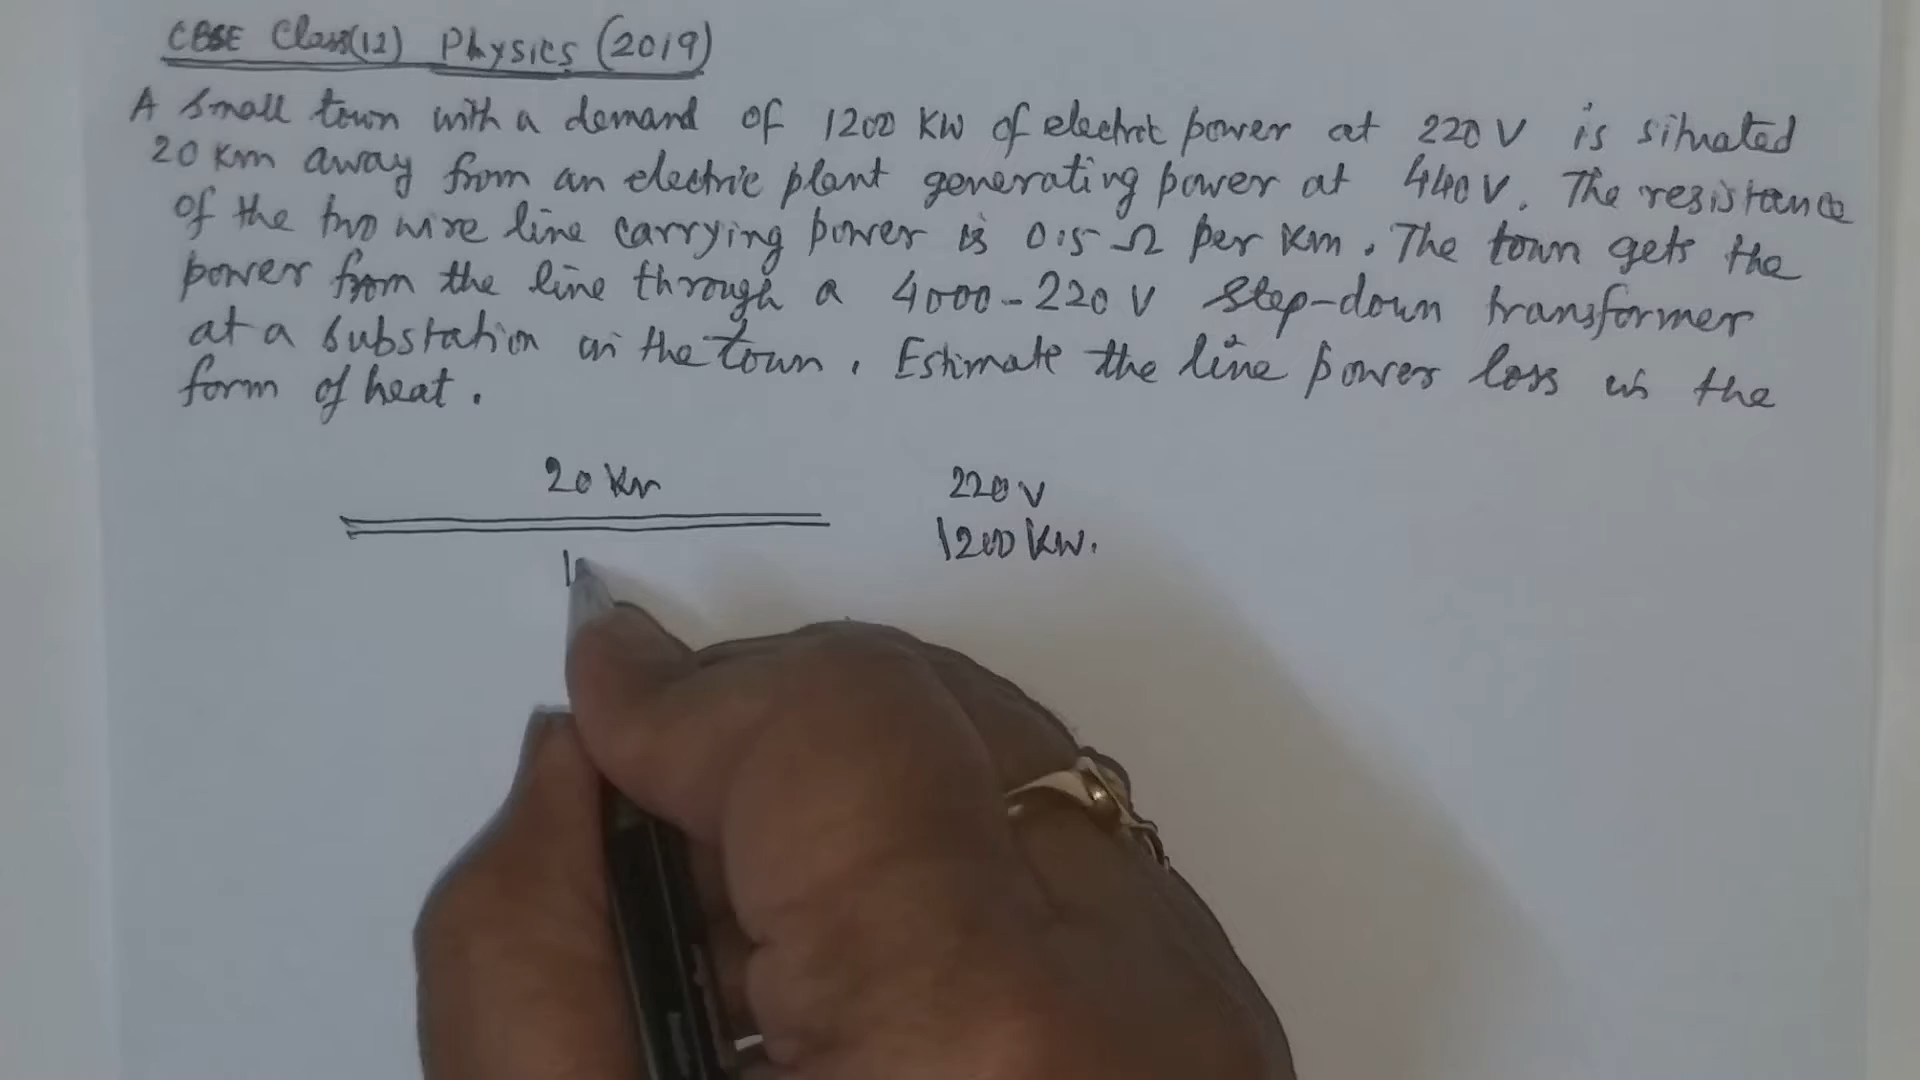 CBSE Class(12) Physics (2019)
A small town with a demand of 1200 KW of electric power at 220 V is situated
20 Km away from an electric plant generating power at 440 V. The resistance
of the two wire line carrying power is 0.5 Ω per Km. The town gets the
power from the line through a 4000-220 V step-down transformer
at a substation in the town. Estimate the line power loss in the
form of heat.
20 Km
220 V
1200 KW.